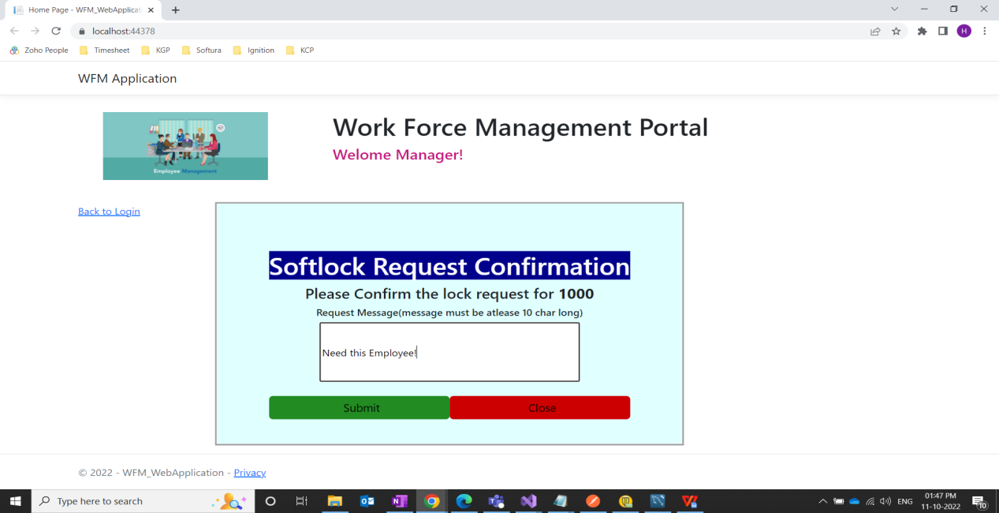 Home Page - WFM_WebApplicati
localhost:44378
H
Zoho People Timesheet KGP Softura Ignition KCP
WFM Application
Employee Management
Work Force Management Portal
Welome Manager!
Back to Login
Softlock Request Confirmation
Please Confirm the lock request for 1000
Request Message(message must be atlease 10 char long)
Need this Employee!
Submit Close
© 2022 - WFM_WebApplication - Privacy
Type here to search
ENG
01:47 PM
11-10-2022
10